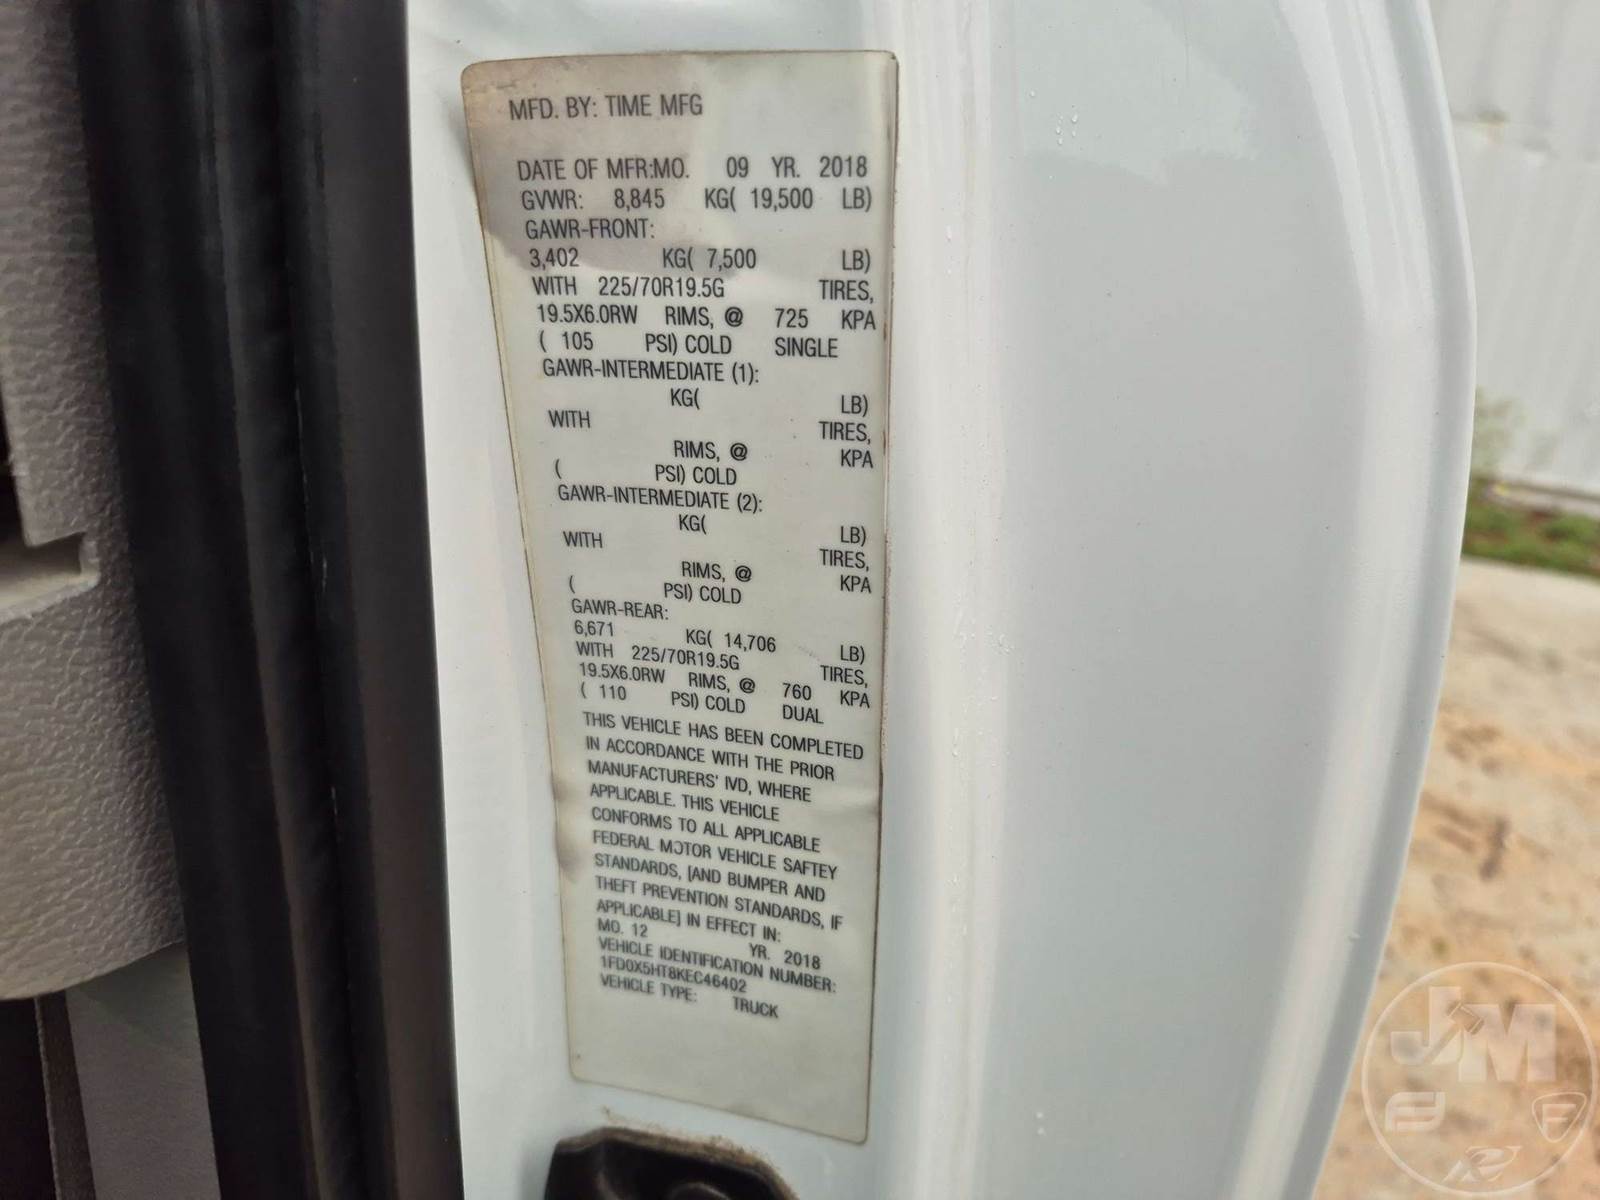 MFD. BY: TIME MFG
DATE OF MFR:MO. 09 YR. 2018
GVWR: 8,845 KG( 19,500 LB)
GAWR-FRONT:
3,402 KG( 7,500 LB)
WITH 225/70R19.5G TIRES,
19.5X6.0RW RIMS, @ 725 KPA
( 105 PSI) COLD SINGLE
GAWR-INTERMEDIATE (1):
KG( LB)
WITH TIRES,
RIMS, @ KPA
( PSI) COLD
GAWR-INTERMEDIATE (2):
KG( LB)
WITH TIRES,
RIMS, @ KPA
( PSI) COLD
GAWR-REAR:
6,671 KG( 14,706 LB)
WITH 225/70R19.5G TIRES,
19.5X6.0RW RIMS, @ 760 KPA
( 110 PSI) COLD DUAL
THIS VEHICLE HAS BEEN COMPLETED
IN ACCORDANCE WITH THE PRIOR
MANUFACTURERS' IVD, WHERE
APPLICABLE. THIS VEHICLE
CONFORMS TO ALL APPLICABLE
FEDERAL MOTOR VEHICLE SAFTEY
STANDARDS, [AND BUMPER AND
THEFT PREVENTION STANDARDS, IF
APPLICABLE] IN EFFECT IN:
MO. 12 YR. 2018
VEHICLE IDENTIFICATION NUMBER:
1FD0X5HT8KEC46402
VEHICLE TYPE: TRUCK
JM